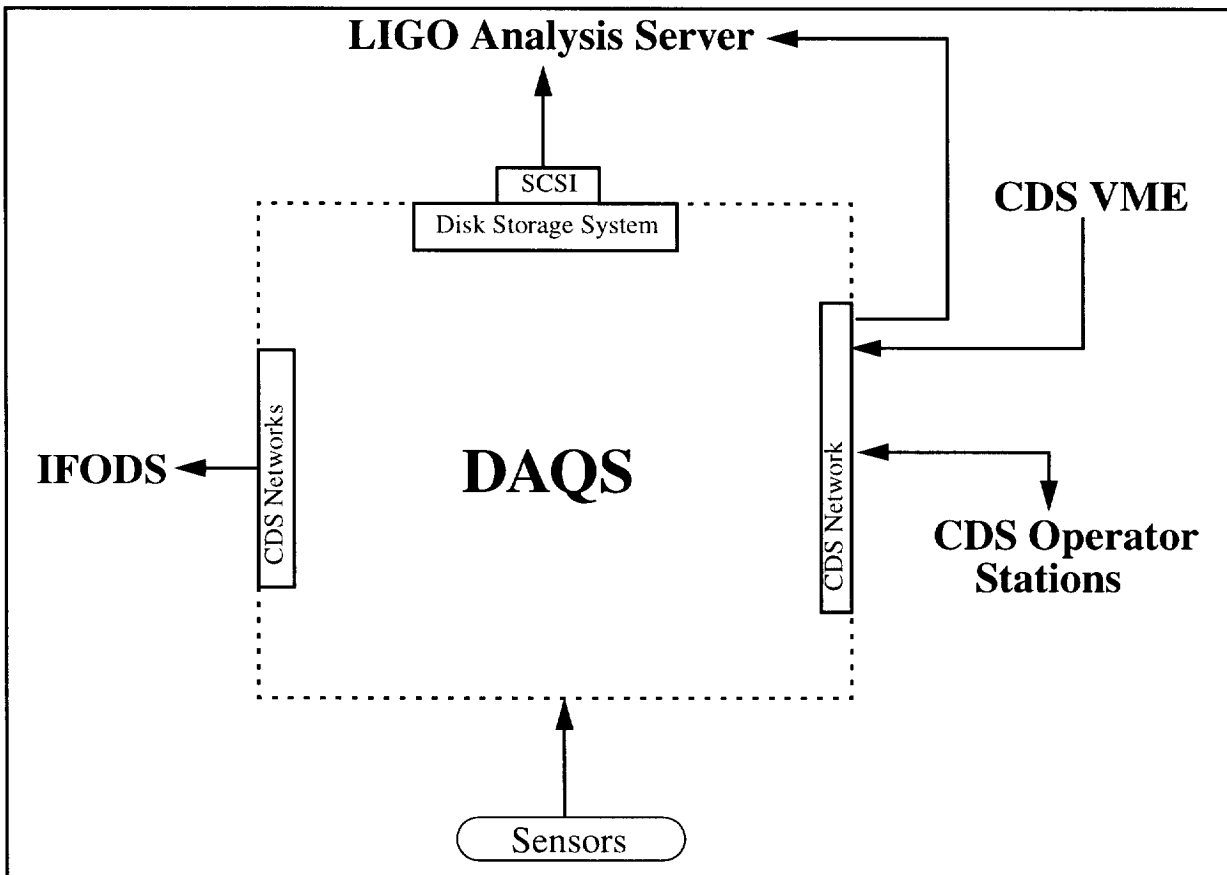 LIGO Analysis Server
SCSI
Disk Storage System
CDS VME
CDS Networks
IFODS
DAQS
CDS Network
CDS Operator
Stations
Sensors